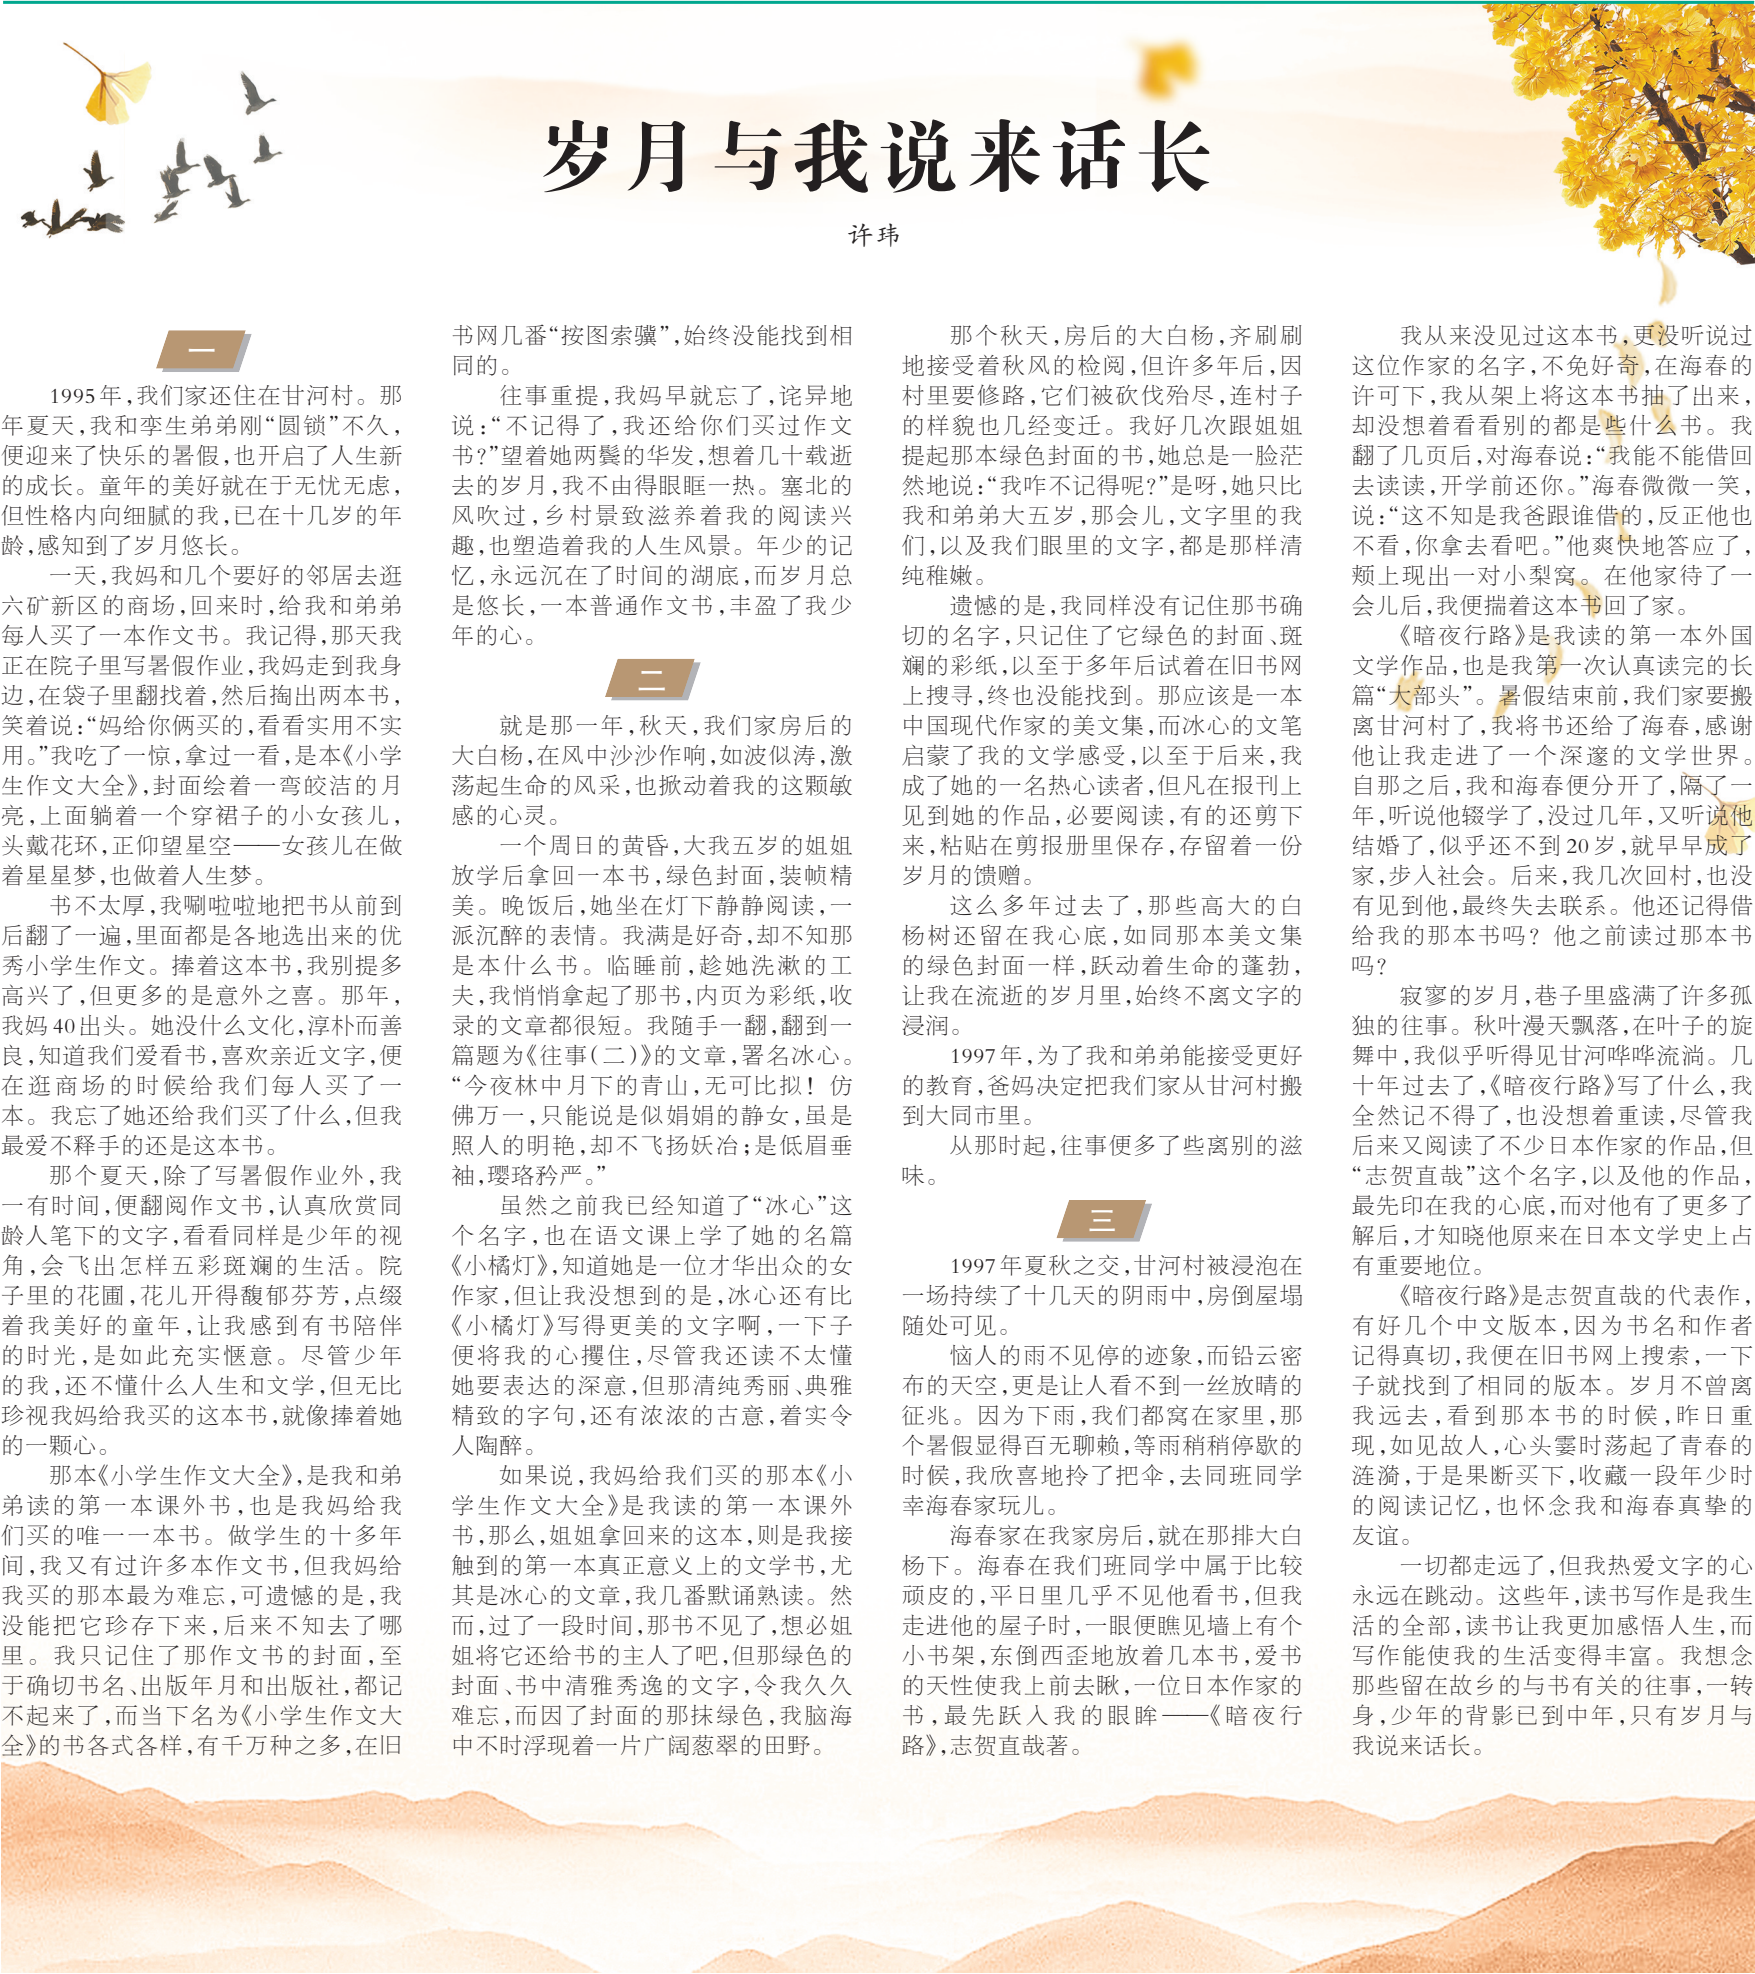 岁月与我说来话长
许玮
一
1995年,我们家还住在甘河村。那
年夏天,我和孪生弟弟刚“圆锁”不久,
便迎来了快乐的暑假,也开启了人生新
的成长。童年的美好就在于无忧无虑,
但性格内向细腻的我,已在十几岁的年
龄,感知到了岁月悠长。
一天,我妈和几个要好的邻居去逛
六矿新区的商场,回来时,给我和弟弟
每人买了一本作文书。我记得,那天我
正在院子里写暑假作业,我妈走到我身
边,在袋子里翻找着,然后掏出两本书,
笑着说:“妈给你俩买的,看看实用不实
用。”我吃了一惊,拿过一看,是本《小学
生作文大全》,封面绘着一弯皎洁的月
亮,上面躺着一个穿裙子的小女孩儿,
头戴花环,正仰望星空——女孩儿在做
着星星梦,也做着人生梦。
书不太厚,我唰啦啦地把书从前到
后翻了一遍,里面都是各地选出来的优
秀小学生作文。捧着这本书,我别提多
高兴了,但更多的是意外之喜。那年,
我妈40出头。她没什么文化,淳朴而善
良,知道我们爱看书,喜欢亲近文字,便
在逛商场的时候给我们每人买了一
本。我忘了她还给我们买了什么,但我
最爱不释手的还是这本书。
那个夏天,除了写暑假作业外,我
一有时间,便翻阅作文书,认真欣赏同
龄人笔下的文字,看看同样是少年的视
角,会飞出怎样五彩斑斓的生活。院
子里的花圃,花儿开得馥郁芬芳,点缀
着我美好的童年,让我感到有书陪伴
的时光,是如此充实惬意。尽管少年
的我,还不懂什么人生和文学,但无比
珍视我妈给我买的这本书,就像捧着她
的一颗心。
那本《小学生作文大全》,是我和弟
弟读的第一本课外书,也是我妈给我
们买的唯一一本书。做学生的十多年
间,我又有过许多本作文书,但我妈给
我买的那本最为难忘,可遗憾的是,我
没能把它珍存下来,后来不知去了哪
里。我只记住了那作文书的封面,至
于确切书名、出版年月和出版社,都记
不起来了,而当下名为《小学生作文大
全》的书各式各样,有千万种之多,在旧
书网几番“按图索骥”,始终没能找到相
同的。
往事重提,我妈早就忘了,诧异地
说:“不记得了,我还给你们买过作文
书?”望着她两鬓的华发,想着几十载逝
去的岁月,我不由得眼眶一热。塞北的
风吹过,乡村景致滋养着我的阅读兴
趣,也塑造着我的人生风景。年少的记
忆,永远沉在了时间的湖底,而岁月总
是悠长,一本普通作文书,丰盈了我少
年的心。
二
就是那一年,秋天,我们家房后的
大白杨,在风中沙沙作响,如波似涛,激
荡起生命的风采,也掀动着我的这颗敏
感的心灵。
一个周日的黄昏,大我五岁的姐姐
放学后拿回一本书,绿色封面,装帧精
美。晚饭后,她坐在灯下静静阅读,一
派沉醉的表情。我满是好奇,却不知那
是本什么书。临睡前,趁她洗漱的工
夫,我悄悄拿起了那书,内页为彩纸,收
录的文章都很短。我随手一翻,翻到一
篇题为《往事(二)》的文章,署名冰心。
“今夜林中月下的青山,无可比拟!仿
佛万一,只能说是似娟娟的静女,虽是
照人的明艳,却不飞扬妖冶;是低眉垂
袖,璎珞矜严。”
虽然之前我已经知道了“冰心”这
个名字,也在语文课上学了她的名篇
《小橘灯》,知道她是一位才华出众的女
作家,但让我没想到的是,冰心还有比
《小橘灯》写得更美的文字啊,一下子
便将我的心攫住,尽管我还读不太懂
她要表达的深意,但那清纯秀丽、典雅
精致的字句,还有浓浓的古意,着实令
人陶醉。
如果说,我妈给我们买的那本《小
学生作文大全》是我读的第一本课外
书,那么,姐姐拿回来的这本,则是我接
触到的第一本真正意义上的文学书,尤
其是冰心的文章,我几番默诵熟读。然
而,过了一段时间,那书不见了,想必姐
姐将它还给书的主人了吧,但那绿色的
封面、书中清雅秀逸的文字,令我久久
难忘,而因了封面的那抹绿色,我脑海
中不时浮现着一片广阔葱翠的田野。
那个秋天,房后的大白杨,齐刷刷
地接受着秋风的检阅,但许多年后,因
村里要修路,它们被砍伐殆尽,连村子
的样貌也几经变迁。我好几次跟姐姐
提起那本绿色封面的书,她总是一脸茫
然地说:“我咋不记得呢?”是呀,她只比
我和弟弟大五岁,那会儿,文字里的我
们,以及我们眼里的文字,都是那样清
纯稚嫩。
遗憾的是,我同样没有记住那书确
切的名字,只记住了它绿色的封面、斑
斓的彩纸,以至于多年后试着在旧书网
上搜寻,终也没能找到。那应该是一本
中国现代作家的美文集,而冰心的文笔
启蒙了我的文学感受,以至于后来,我
成了她的一名热心读者,但凡在报刊上
见到她的作品,必要阅读,有的还剪下
来,粘贴在剪报册里保存,存留着一份
岁月的馈赠。
这么多年过去了,那些高大的白
杨树还留在我心底,如同那本美文集
的绿色封面一样,跃动着生命的蓬勃,
让我在流逝的岁月里,始终不离文字的
浸润。
1997年,为了我和弟弟能接受更好
的教育,爸妈决定把我们家从甘河村搬
到大同市里。
从那时起,往事便多了些离别的滋
味。
三
1997年夏秋之交,甘河村被浸泡在
一场持续了十几天的阴雨中,房倒屋塌
随处可见。
恼人的雨不见停的迹象,而铅云密
布的天空,更是让人看不到一丝放晴的
征兆。因为下雨,我们都窝在家里,那
个暑假显得百无聊赖,等雨稍稍停歇的
时候,我欣喜地拎了把伞,去同班同学
幸海春家玩儿。
海春家在我家房后,就在那排大白
杨下。海春在我们班同学中属于比较
顽皮的,平日里几乎不见他看书,但我
走进他的屋子时,一眼便瞧见墙上有个
小书架,东倒西歪地放着几本书,爱书
的天性使我上前去瞅,一位日本作家的
书,最先跃入我的眼眸——《暗夜行
路》,志贺直哉著。
我从来没见过这本书,更没听说过
这位作家的名字,不免好奇,在海春的
许可下,我从架上将这本书抽了出来,
却没想着看看别的都是些什么书。我
翻了几页后,对海春说:“我能不能借回
去读读,开学前还你。”海春微微一笑,
说:“这不知是我爸跟谁借的,反正他也
不看,你拿去看吧。”他爽快地答应了,
颊上现出一对小梨窝。在他家待了一
会儿后,我便揣着这本书回了家。
《暗夜行路》是我读的第一本外国
文学作品,也是我第一次认真读完的长
篇“大部头”。暑假结束前,我们家要搬
离甘河村了,我将书还给了海春,感谢
他让我走进了一个深邃的文学世界。
自那之后,我和海春便分开了,隔了一
年,听说他辍学了,没过几年,又听说他
结婚了,似乎还不到20岁,就早早成了
家,步入社会。后来,我几次回村,也没
有见到他,最终失去联系。他还记得借
给我的那本书吗?他之前读过那本书
吗?
寂寥的岁月,巷子里盛满了许多孤
独的往事。秋叶漫天飘落,在叶子的旋
舞中,我似乎听得见甘河哗哗流淌。几
十年过去了,《暗夜行路》写了什么,我
全然记不得了,也没想着重读,尽管我
后来又阅读了不少日本作家的作品,但
“志贺直哉”这个名字,以及他的作品,
最先印在我的心底,而对他有了更多了
解后,才知晓他原来在日本文学史上占
有重要地位。
《暗夜行路》是志贺直哉的代表作,
有好几个中文版本,因为书名和作者
记得真切,我便在旧书网上搜索,一下
子就找到了相同的版本。岁月不曾离
我远去,看到那本书的时候,昨日重
现,如见故人,心头霎时荡起了青春的
涟漪,于是果断买下,收藏一段年少时
的阅读记忆,也怀念我和海春真挚的
友谊。
一切都走远了,但我热爱文字的心
永远在跳动。这些年,读书写作是我生
活的全部,读书让我更加感悟人生,而
写作能使我的生活变得丰富。我想念
那些留在故乡的与书有关的往事,一转
身,少年的背影已到中年,只有岁月与
我说来话长。